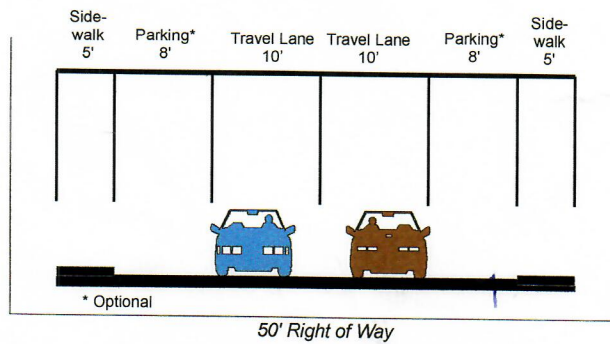 Side-
walk
5'
Parking*
8'
Travel Lane
10'
Travel Lane
10'
Parking*
8'
Side-
walk
5'
* Optional
50' Right of Way